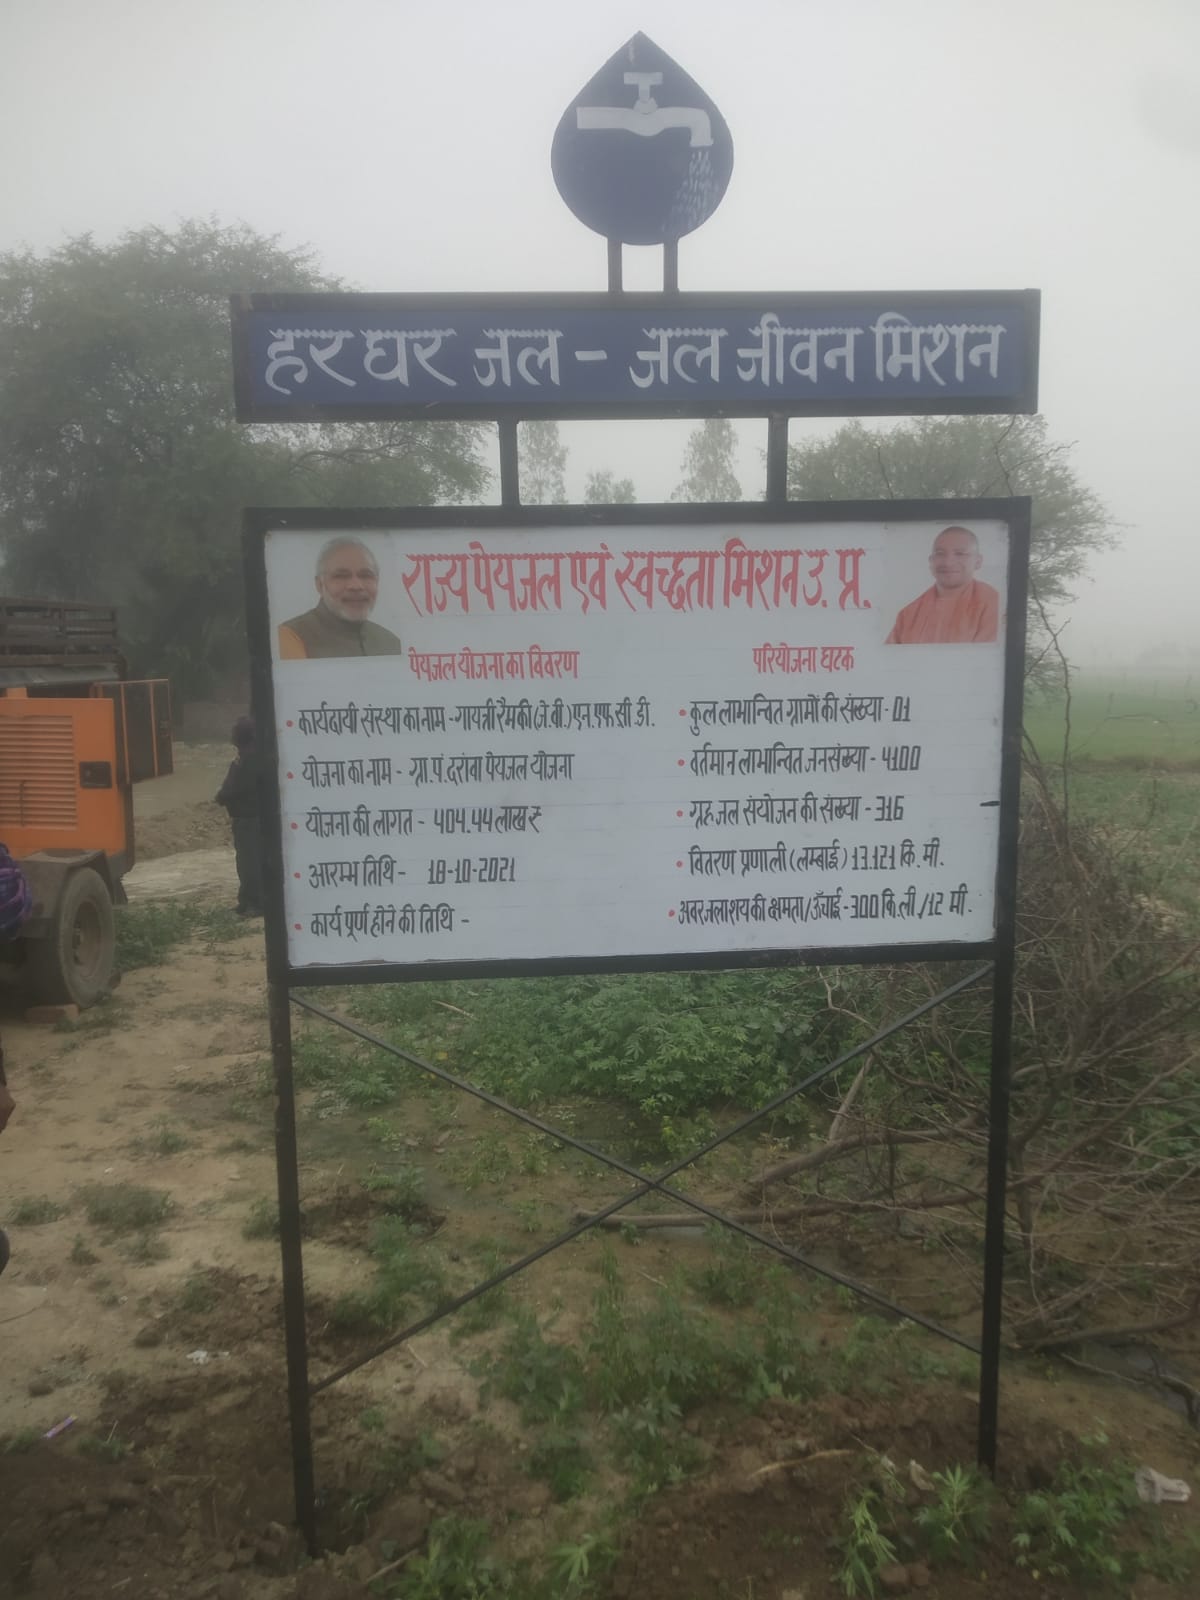 हर घर जल - जल जीवन मिशन
राज्य पेयजल एवं स्वच्छता मिशन उ. प्र.
पेयजल योजना का विवरण
• कार्यदायी संस्था का नाम - गायत्री रैमकी (जे.बी.) एन.एफ.सी.डी.
• योजना का नाम - ग्रा.पं. दरांवा पेयजल योजना
• योजना की लागत - 404.44 लाख ₹
• आरम्भ तिथि - 18-10-2021
• कार्य पूर्ण होने की तिथि -
परियोजना घटक
• कुल लाभान्वित ग्रामों की संख्या - 01
• वर्तमान लाभान्वित जनसंख्या - 4100
• ग्रह जल संयोजन की संख्या - 316
• वितरण प्रणाली (लम्बाई) 13.121 कि. मी.
• अवरजलाशय की क्षमता/ऊँचाई - 300 कि.ली./12 मी.